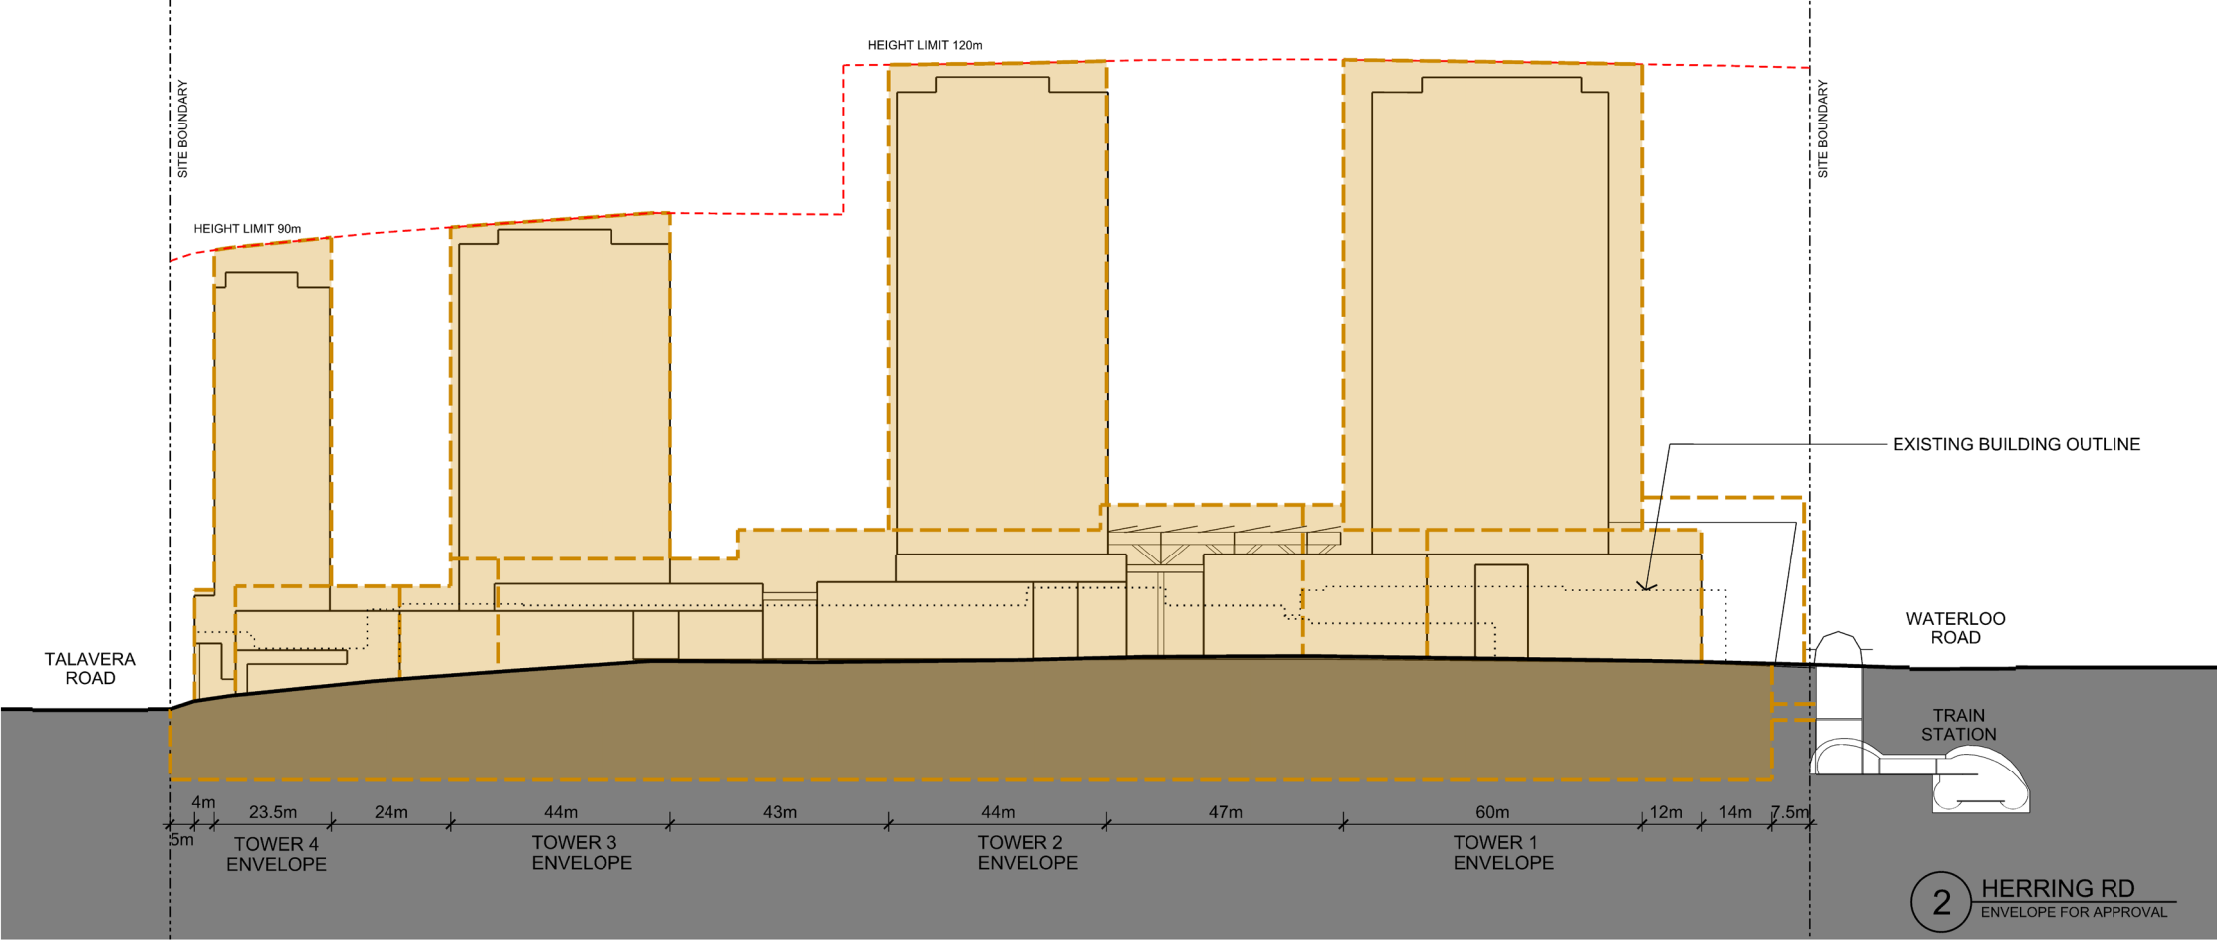 HEIGHT LIMIT 120m
SITE BOUNDARY
SITE BOUNDARY
HEIGHT LIMIT 90m
EXISTING BUILDING OUTLINE
WATERLOO
ROAD
TALAVERA
ROAD
TRAIN
STATION
5m
4m
23.5m
24m
44m
43m
44m
47m
60m
12m
14m
7.5m
TOWER 4
ENVELOPE
TOWER 3
ENVELOPE
TOWER 2
ENVELOPE
TOWER 1
ENVELOPE
2
HERRING RD
ENVELOPE FOR APPROVAL